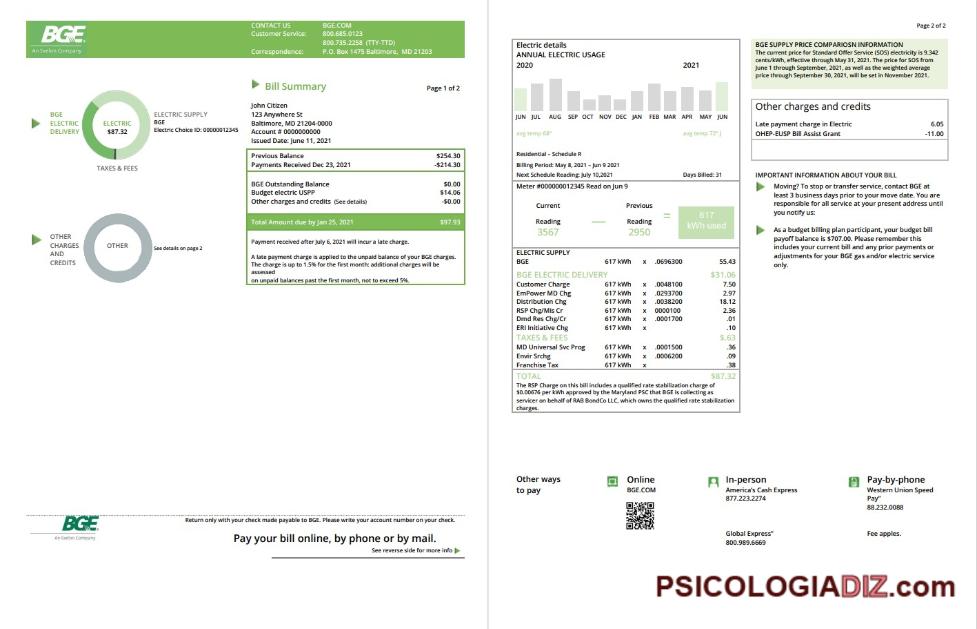 BGE
An Exelon Company
CONTACT US BGE.COM
Customer Service: 800.685.0123
800.735.2258 (TTY-TTD)
Correspondence: P.O. Box 1475 Baltimore, MD 21203
BGE ELECTRIC DELIVERY
ELECTRIC
$87.32
ELECTRIC SUPPLY
BGE
Electric Choice ID: 00000012345
TAXES & FEES
OTHER CHARGES AND CREDITS
OTHER
See details on page 2
Bill Summary Page 1 of 2
John Citizen
123 Anywhere St
Baltimore, MD 21204-0000
Account # 0000000000
Issued Date: June 11, 2021
Previous Balance $254.30
Payments Received Dec 23, 2021 -$214.30
BGE Outstanding Balance $0.00
Budget electric USPP $14.06
Other charges and credits (See details) -$0.00
Total Amount due by Jan 25, 2021 $97.93
Payment received after July 6, 2021 will incur a late charge.
A late payment charge is applied to the unpaid balance of your BGE charges.
The charge is up to 1.5% for the first month: additional charges will be
assessed
on unpaid balances past the first month, not to exceed 5%.
Return only with your check made payable to BGE. Please write your account number on your check.
BGE
An Exelon Company
Pay your bill online, by phone or by mail.
See reverse side for more info
Page 2 of 2
Electric details
ANNUAL ELECTRIC USAGE
2020 2021
JUN JUL AUG SEP OCT NOV DEC JAN FEB MAR APR MAY JUN
avg temp 68° avg temp 72° J
Residential – Schedule R
Billing Period: May 8, 2021 – Jun 9 2021
Next Schedule Reading: July 10,2021 Days Billed: 31
Meter #000000012345 Read on Jun 9
Current Previous
Reading — Reading = 617
3567 2950 kWh used
ELECTRIC SUPPLY
BGE 617 kWh x .0696300 55.43
BGE ELECTRIC DELIVERY $31.06
Customer Charge 617 kWh x .0048100 7.50
EmPower MD Chg 617 kWh x .0293700 2.97
Distribution Chg 617 kWh x .0038200 18.12
RSP Chg/Mis Cr 617 kWh x 0000100 2.36
Dmd Res Chg/Cr 617 kWh x .0001700 .01
ERI Initiative Chg 617 kWh x .10
TAXES & FEES $.63
MD Universal Svc Prog 617 kWh x .0001500 .36
Envir Srchg 617 kWh x .0006200 .09
Franchise Tax 617 kWh x .38
TOTAL $87.32
The RSP Charge on this bill includes a qualified rate stabilization charge of
$0.00676 per kWh approved by the Maryland PSC that BGE is collecting as
servicer on behalf of RAB BondCo LLC, which owns the qualified rate stabilization
charges.
BGE SUPPLY PRICE COMPARIOSN INFORMATION
The current price for Standard Offer Service (SOS) electricity is 9.342
cents/kWh, effective through May 31, 2021. The price for SOS from
June 1 through September, 2021, as well as the weighted average
price through September 30, 2021, will be set in November 2021.
Other charges and credits
Late payment charge in Electric 6.05
OHEP-EUSP Bill Assist Grant -11.00
IMPORTANT INFORMATION ABOUT YOUR BILL
Moving? To stop or transfer service, contact BGE at
least 3 business days prior to your move date. You are
responsible for all service at your present address until
you notify us:
As a budget billing plan participant, your budget bill
payoff balance is $707.00. Please remember this
includes your current bill and any prior payments or
adjustments for your BGE gas and/or electric service
only.
Other ways
to pay
Online
BGE.COM
In-person
America's Cash Express
877.223.2274
Global Express"
800.989.6669
Pay-by-phone
Western Union Speed
Pay"
88.232.0088
Fee applies.
PSICOLOGIADIZ.com